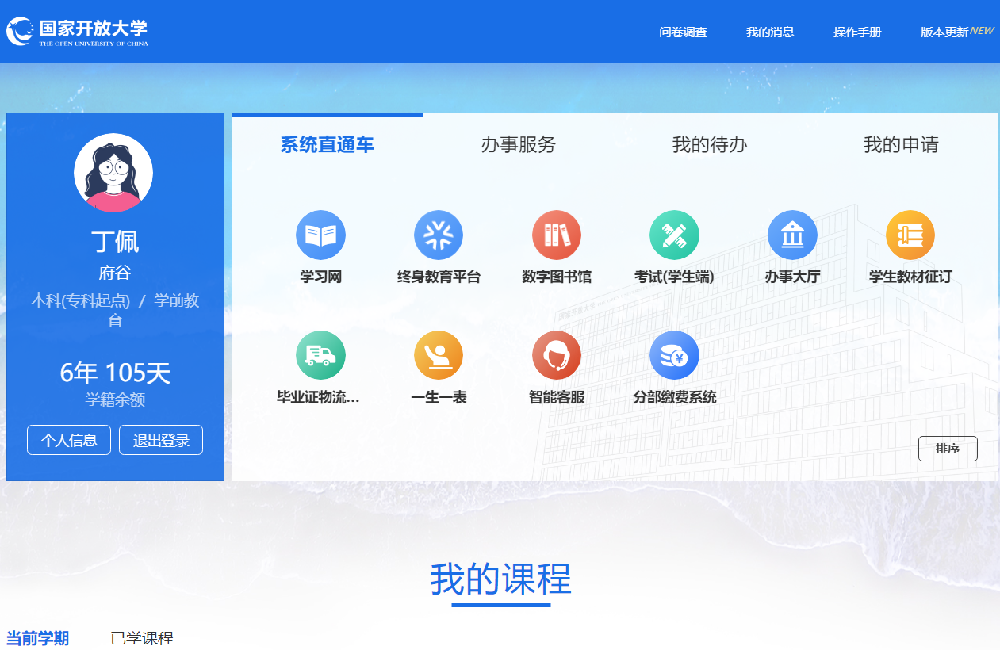 国家开放大学
THE OPEN UNIVERSITY OF CHINA
问卷调查 我的消息 操作手册 版本更新NEW
丁佩
府谷
本科(专科起点) / 学前教
育
6年 105天
学籍余额
个人信息 退出登录
系统直通车 办事服务 我的待办 我的申请
学习网 终身教育平台 数字图书馆 考试(学生端) 办事大厅 学生教材征订
毕业证物流... 一生一表 智能客服 分部缴费系统
排序
我的课程
当前学期 已学课程